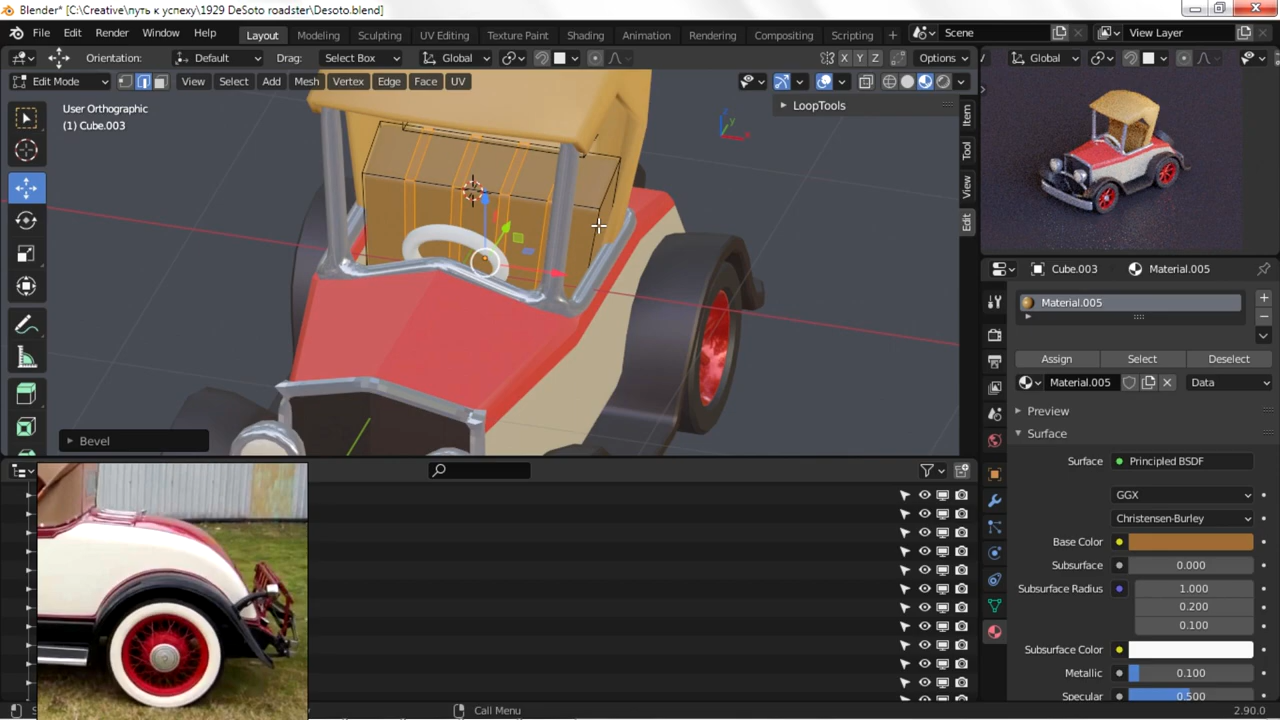 Blender* [C:\Creative\путь к успеху\1929 DeSoto roadster\Desoto.blend]
File Edit Render Window Help Layout Modeling Sculpting UV Editing Texture Paint Shading Animation Rendering Compositing Scripting + Scene View Layer
Orientation: Default Drag: Select Box Global X Y Z Options Global
Edit Mode View Select Add Mesh Vertex Edge Face UV
User Orthographic
(1) Cube.003
LoopTools
Item
Tool
View
Edit
Cube.003 Material.005
Material.005
Assign Select Deselect
Material.005 Data
Preview
Surface
Surface Principled BSDF
GGX
Christensen-Burley
Base Color
Subsurface 0.000
Subsurface Radius 1.000
0.200
0.100
Subsurface Color
Metallic 0.100
Specular 0.500
Bevel
Call Menu
2.90.0